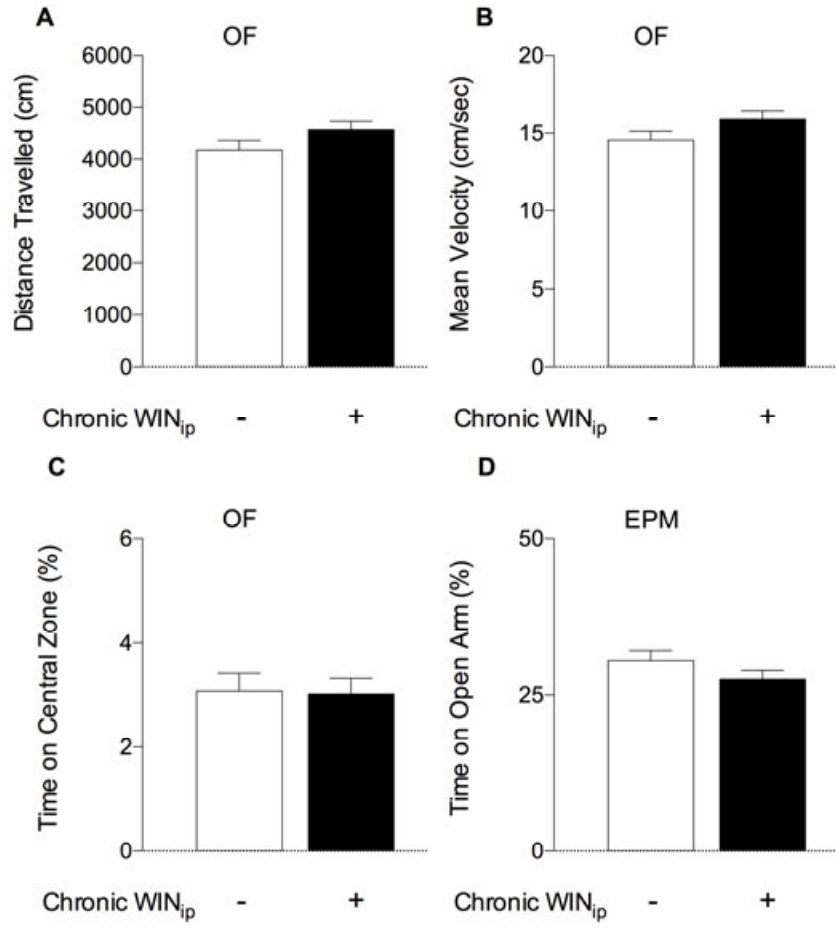 A
OF
Distance Travelled (cm)
6000
5000
4000
3000
2000
1000
0
Chronic WINip - +
B
OF
Mean Velocity (cm/sec)
20
15
10
5
0
Chronic WINip - +
C
OF
Time on Central Zone (%)
6
4
2
0
Chronic WINip - +
D
EPM
Time on Open Arm (%)
50
25
0
Chronic WINip - +